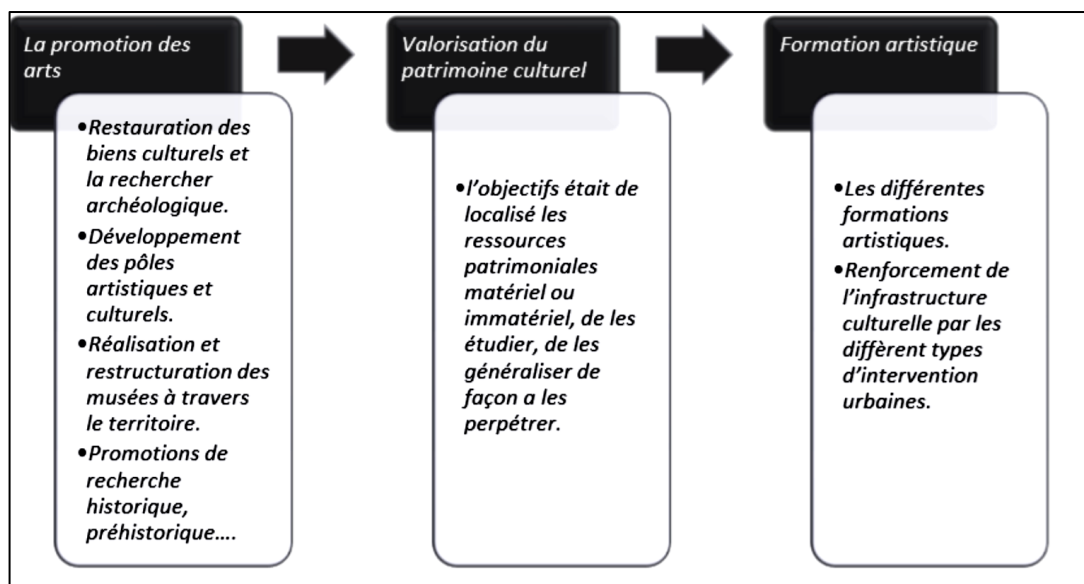 La promotion des
arts
•Restauration des
biens culturels et
la rechercher
archéologique.
•Développement
des pôles
artistiques et
culturels.
•Réalisation et
restructuration des
musées à travers
le territoire.
•Promotions de
recherche
historique,
préhistorique....
Valorisation du
patrimoine culturel
•l'objectifs était de
localisé les
ressources
patrimoniales
matériel ou
immatériel, de les
étudier, de les
généraliser de
façon a les
perpétrer.
Formation artistique
•Les différentes
formations
artistiques.
•Renforcement de
l'infrastructure
culturelle par les
diffèrent types
d'intervention
urbaines.